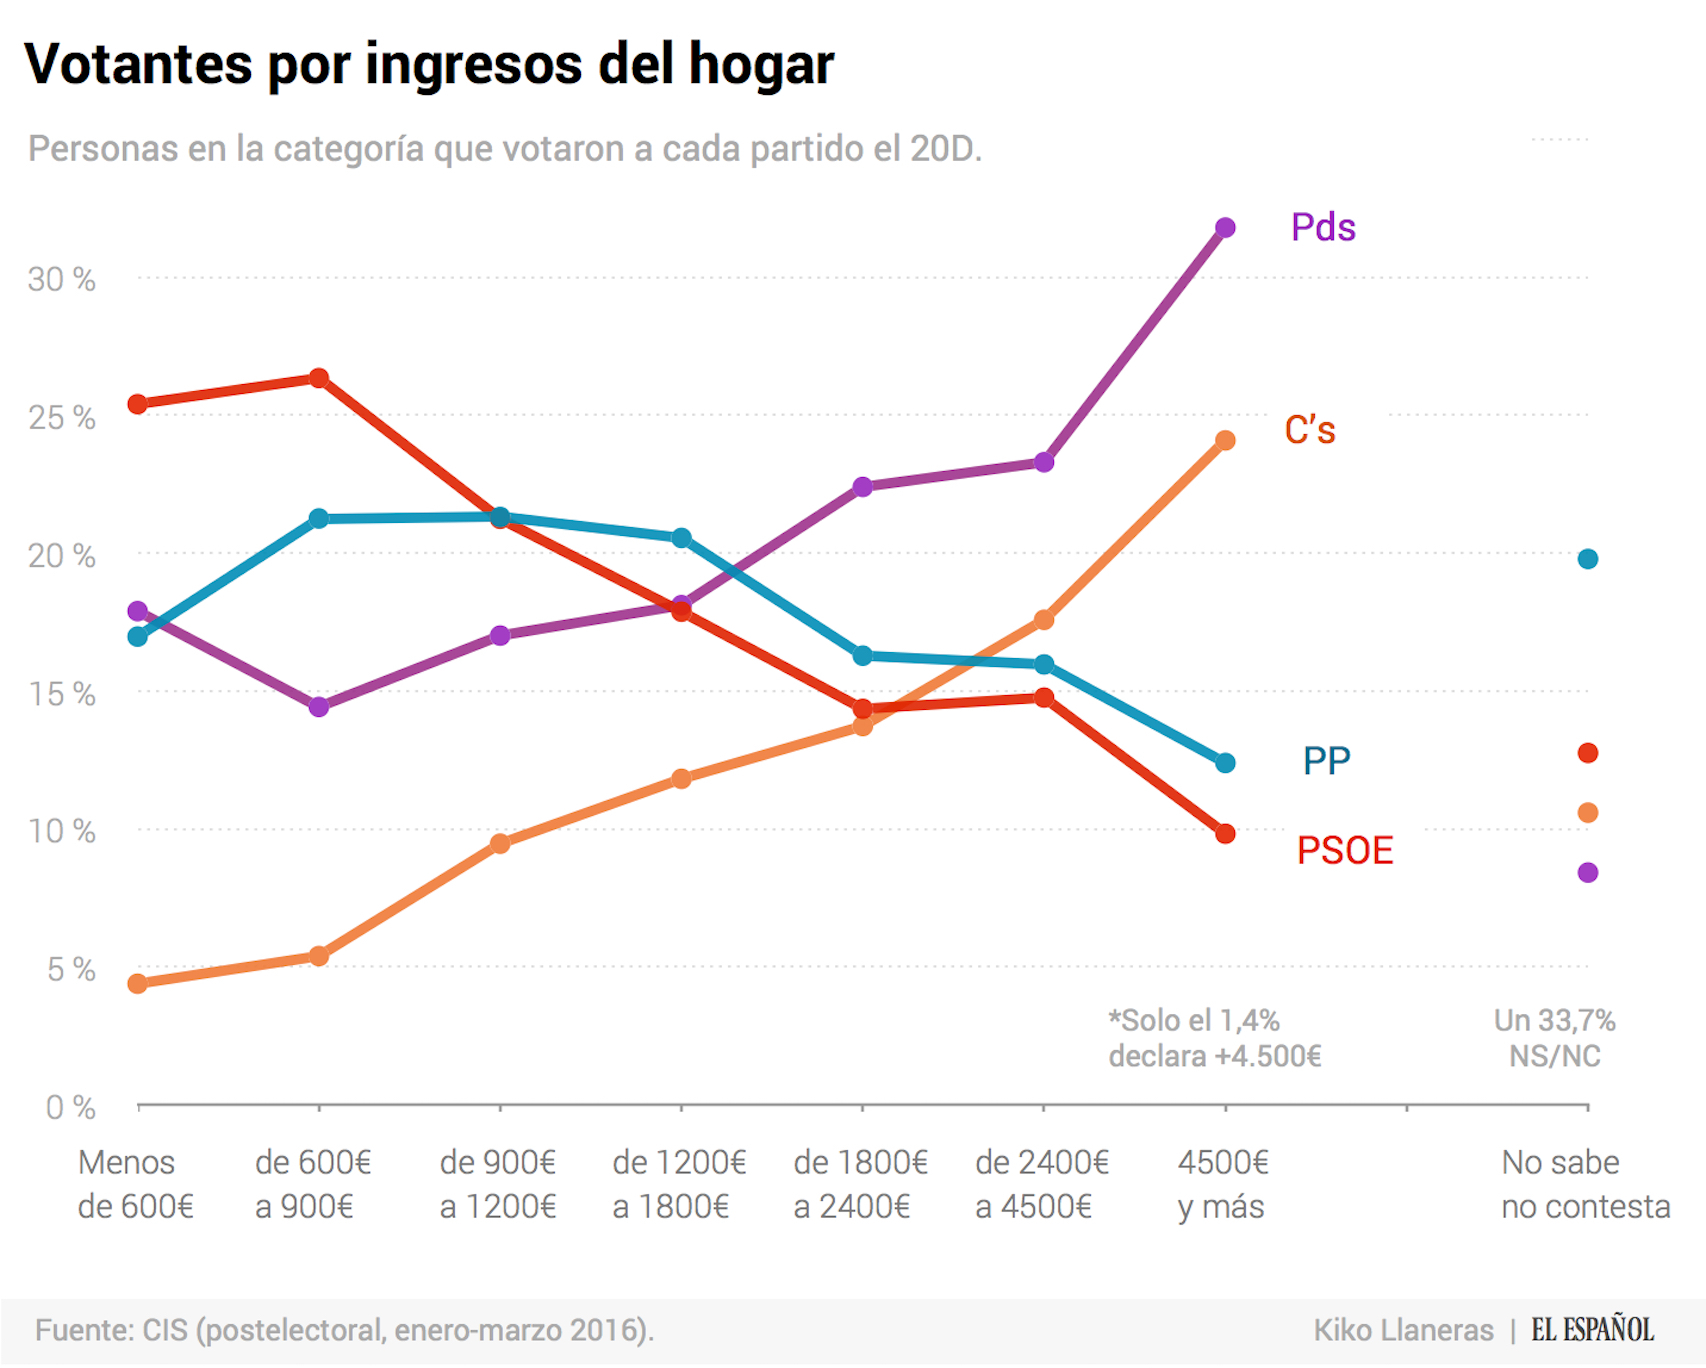 Votantes por ingresos del hogar
Personas en la categoría que votaron a cada partido el 20D.
Pds
30 %
C's
25 %
20 %
15 %
PP
10 %
PSOE
5 %
*Solo el 1,4%
declara +4.500€
Un 33,7%
NS/NC
0 %
Menos
de 600€
de 600€
a 900€
de 900€
a 1200€
de 1200€
a 1800€
de 1800€
a 2400€
de 2400€
a 4500€
4500€
y más
No sabe
no contesta
Fuente: CIS (postelectoral, enero-marzo 2016).
Kiko Llaneras | EL ESPAÑOL